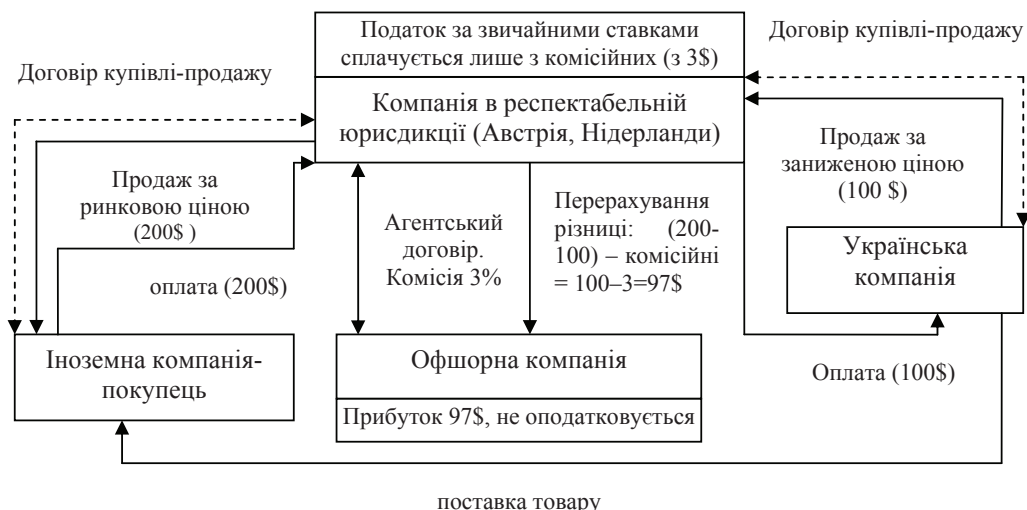 Податок за звичайними ставками
сплачується лише з комісійних (з 3$)
Договір купівлі-продажу
Договір купівлі-продажу
Компанія в респектабельній
юрисдикції (Австрія, Нідерланди)
Продаж за
ринковою ціною
(200$ )
оплата (200$)
Агентський
договір.
Комісія 3%
Перерахування
різниці: (200-
100) – комісійні
= 100–3=97$
Продаж за
заниженою ціною
(100 $)
Українська
компанія
Іноземна компанія-
покупець
Офшорна компанія
Прибуток 97$, не оподатковується
Оплата (100$)
поставка товару